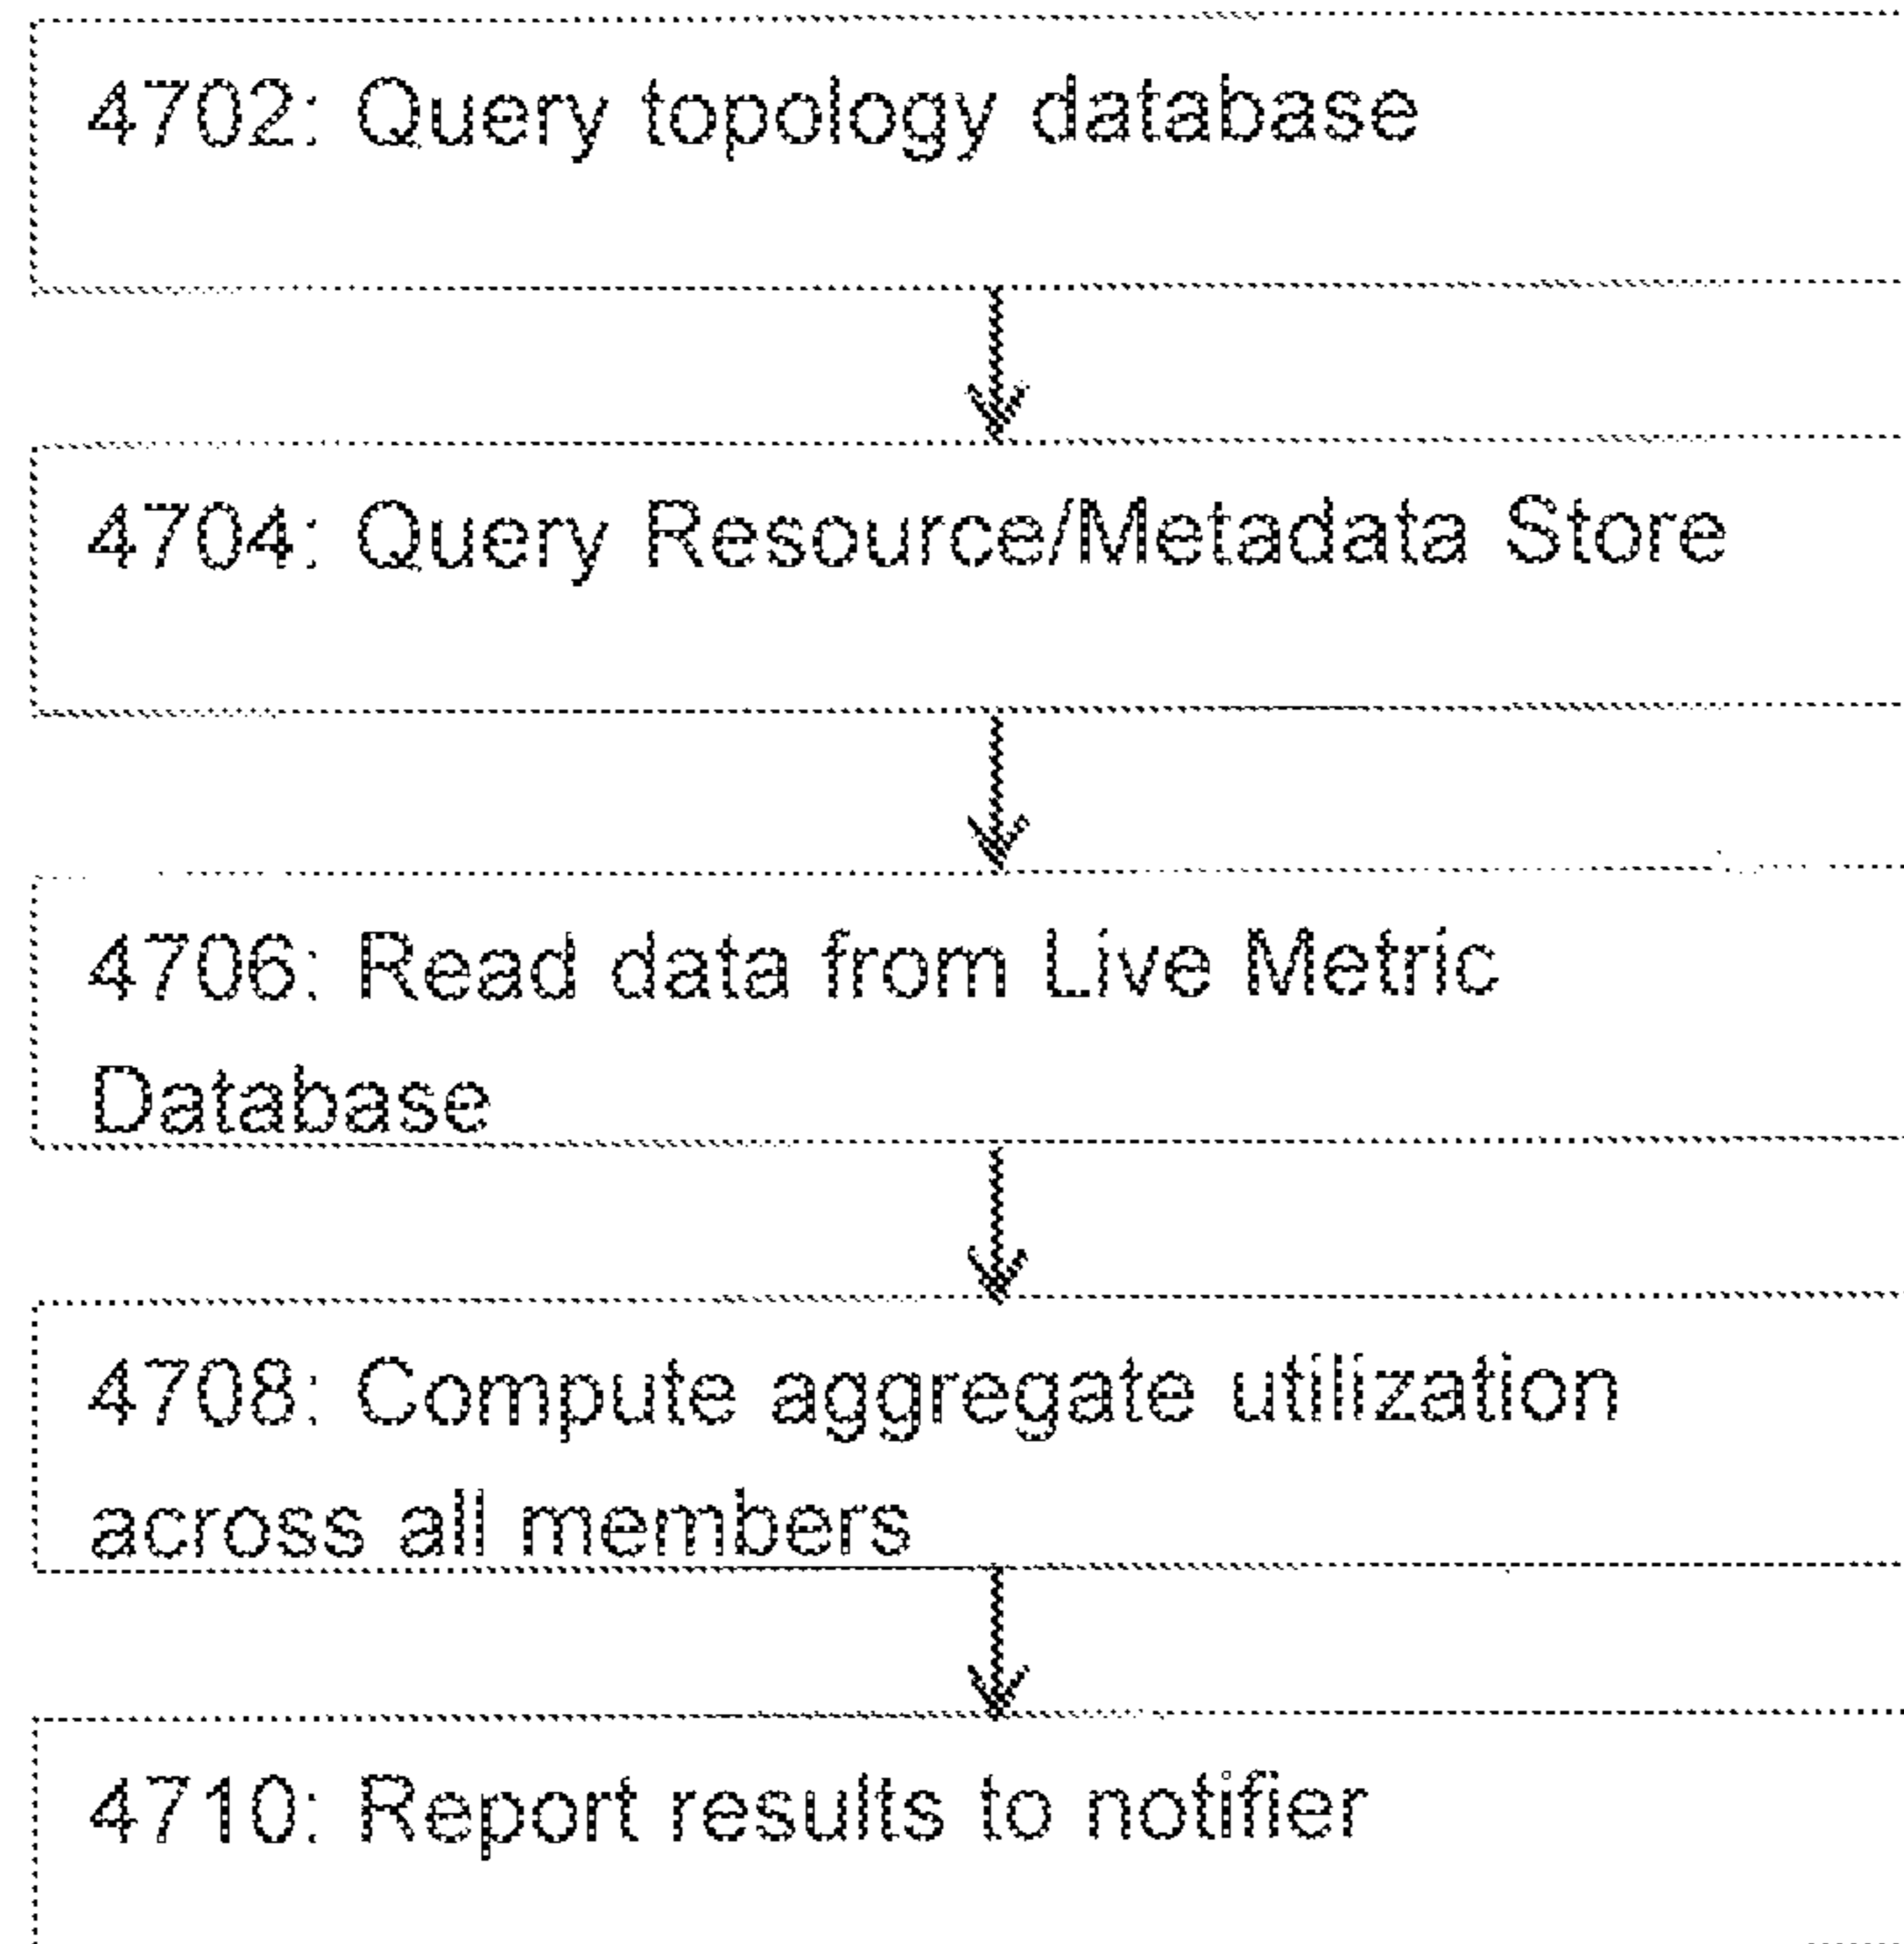 4702: Query topology database
4704: Query Resource/Metadata Store
4706: Read data from Live Metric
Database
4708: Compute aggregate utilization
across all members
4710: Report results to notifier